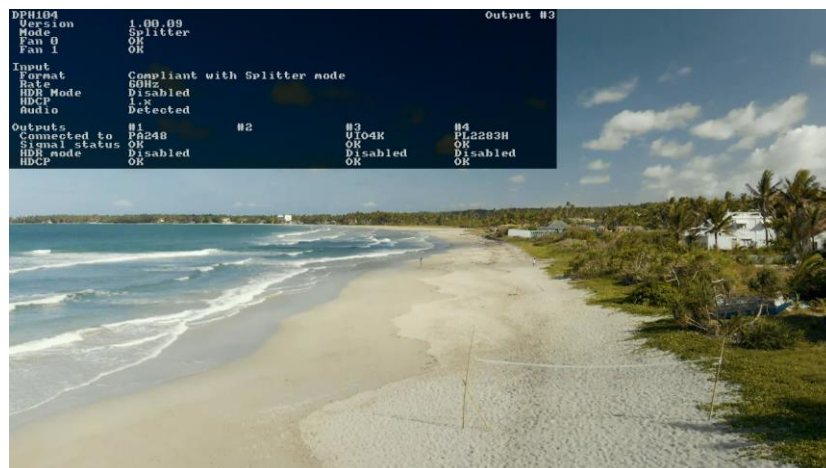 DPH104 Output #3
Version 1.00.09
Mode Splitter
Fan 0 OK
Fan 1 OK
Input
Format Compliant with Splitter mode
Rate 60Hz
HDR Mode Disabled
HDCP 1.x
Audio Detected
Outputs #1 #2 #3 #4
Connected to PA248 VIO4K PL2283H
Signal status OK OK OK
HDR mode Disabled Disabled Disabled
HDCP OK OK OK